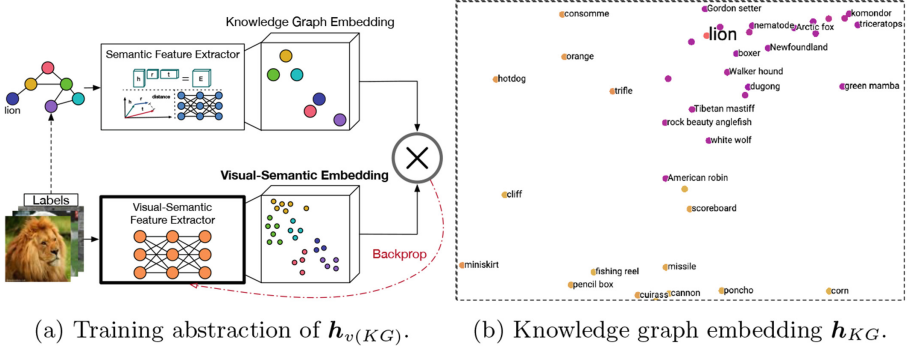 Knowledge Graph Embedding
Semantic Feature Extractor
h r t = E
distance
h r
t
lion
Visual-Semantic Embedding
Labels
Visual-Semantic
Feature Extractor
Backprop
(a) Training abstraction of h_v(KG).
consomme
Gordon setter
komondor
nematode
Arctic fox
triceratops
lion
orange
boxer
Newfoundland
hotdog
Walker hound
trifle
dugong
green mamba
Tibetan mastiff
rock beauty anglefish
white wolf
American robin
cliff
scoreboard
miniskirt
fishing reel
missile
pencil box
cuirass
cannon
poncho
corn
(b) Knowledge graph embedding h_KG.